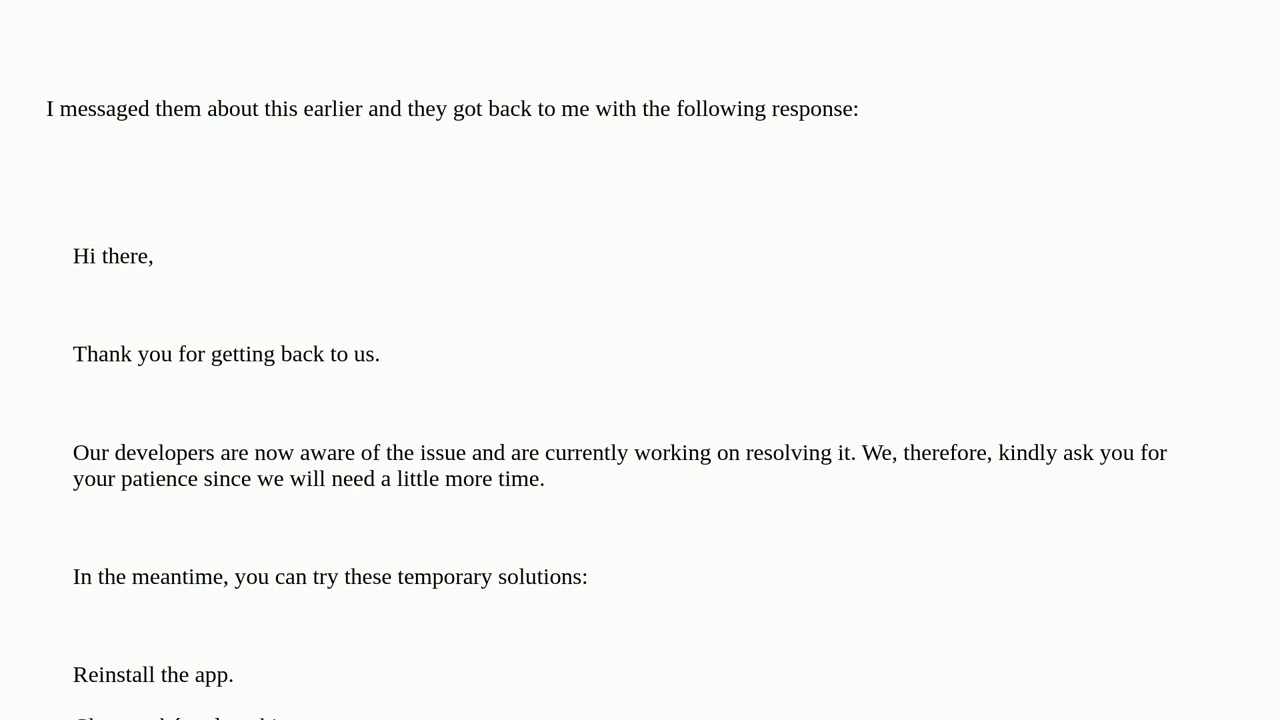 I messaged them about this earlier and they got back to me with the following response:
Hi there,
Thank you for getting back to us.
Our developers are now aware of the issue and are currently working on resolving it. We, therefore, kindly ask you for
your patience since we will need a little more time.
In the meantime, you can try these temporary solutions:
Reinstall the app.